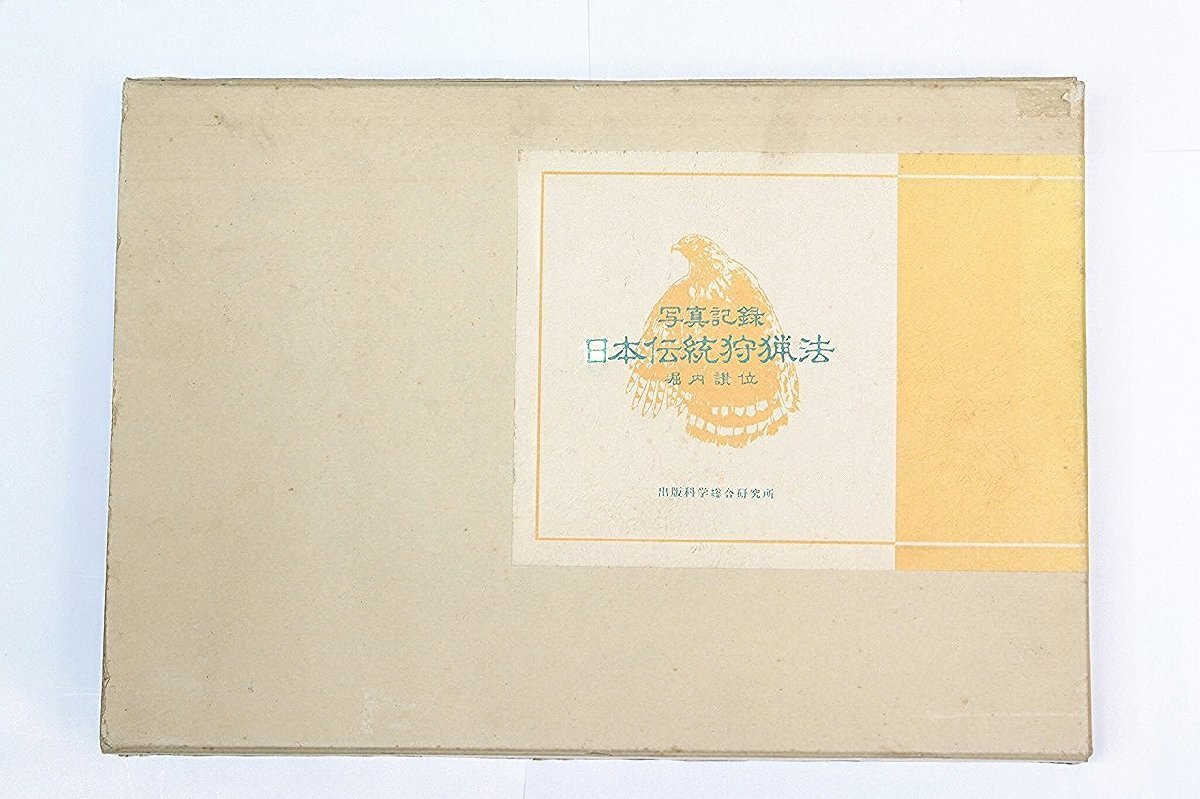 写真記録
日本伝統狩猟法
堀内讃位
出版科学総合研究所